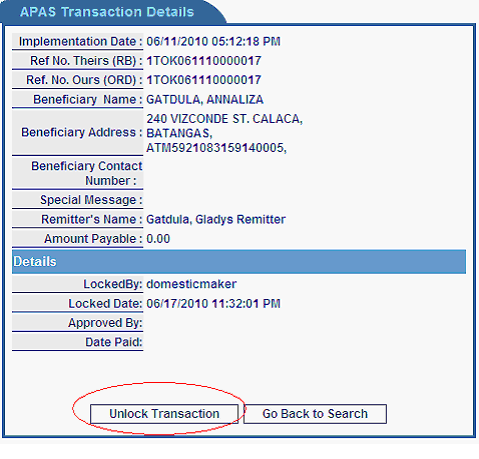 APAS Transaction Details
Implementation Date : 06/11/2010 05:12:18 PM
Ref No. Theirs (RB) : 1TOK061110000017
Ref. No. Ours (ORD) : 1TOK061110000017
Beneficiary Name : GATDULA, ANNALIZA
Beneficiary Address : 240 VIZCONDE ST. CALACA,
BATANGAS,
ATM5921083159140005,
Beneficiary Contact
Number :
Special Message :
Remitter's Name : Gatdula, Gladys Remitter
Amount Payable : 0.00
Details
LockedBy: domesticmaker
Locked Date: 06/17/2010 11:32:01 PM
Approved By:
Date Paid:
Unlock Transaction Go Back to Search